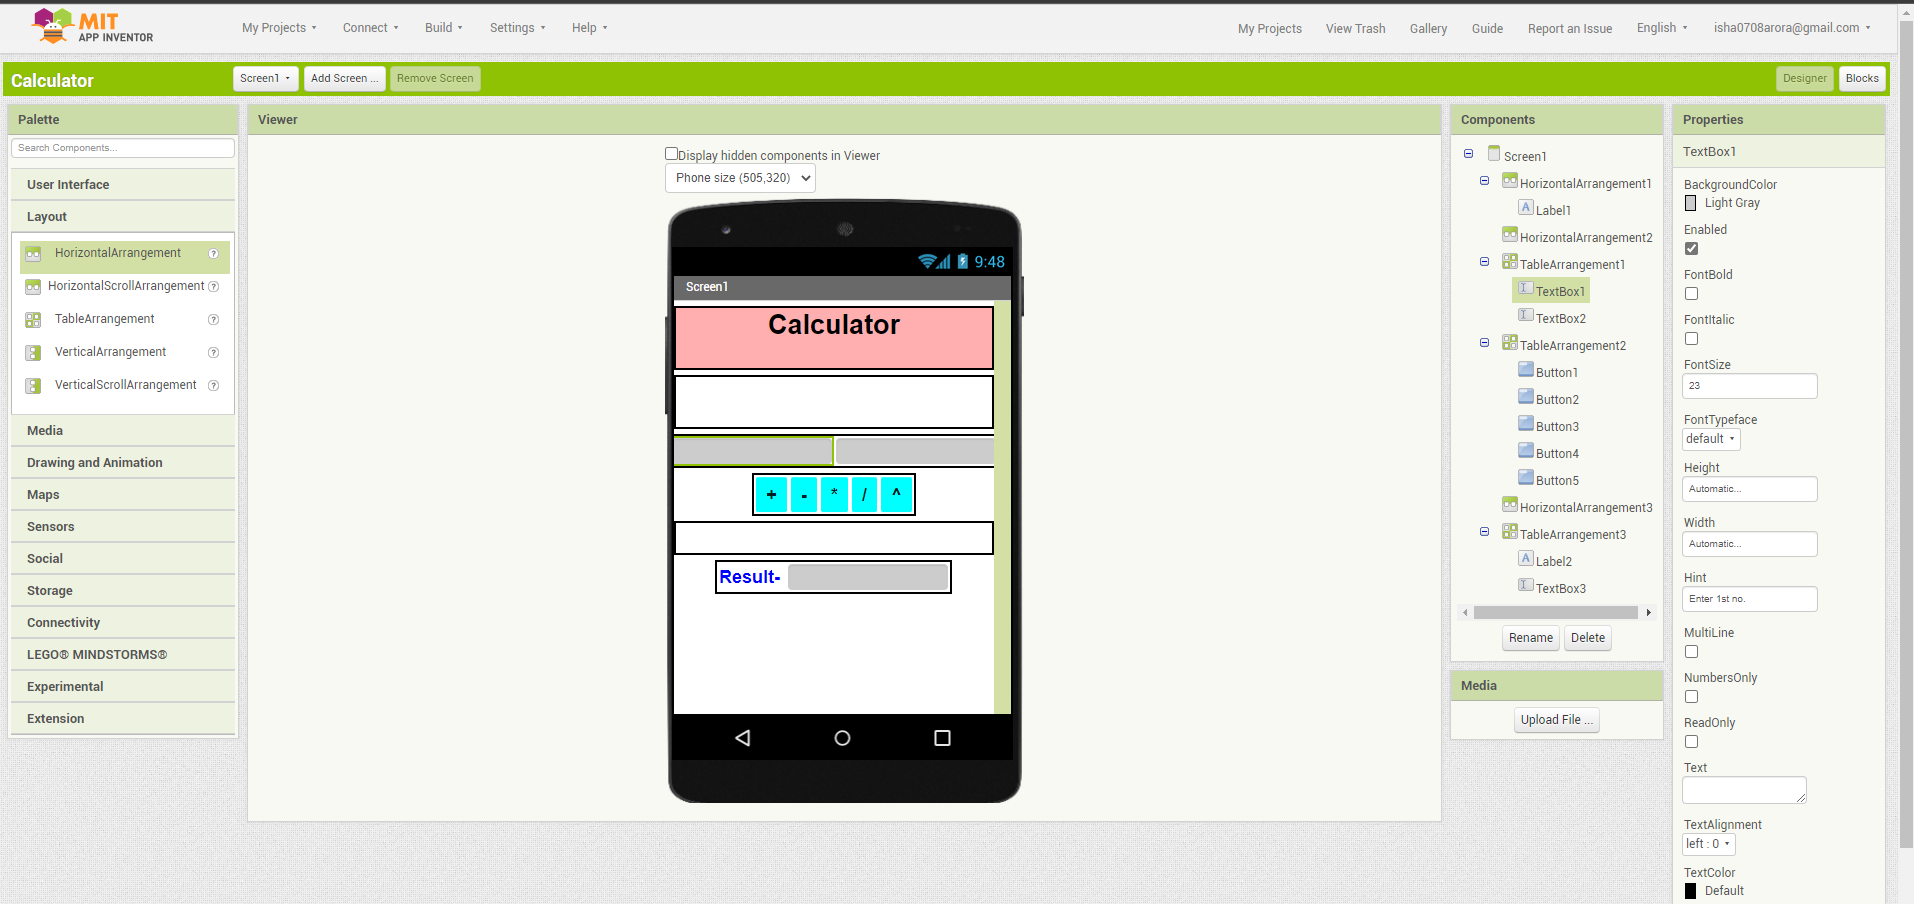 MIT
APP INVENTOR
My Projects
Connect
Build
Settings
Help
My Projects
View Trash
Gallery
Guide
Report an Issue
English
isha0708arora@gmail.com
Calculator
Screen1
Add Screen ...
Remove Screen
Designer
Blocks
Palette
Search Components...
User Interface
Layout
HorizontalArrangement ?
HorizontalScrollArrangement ?
TableArrangement ?
VerticalArrangement ?
VerticalScrollArrangement ?
Media
Drawing and Animation
Maps
Sensors
Social
Storage
Connectivity
LEGO® MINDSTORMS®
Experimental
Extension
Viewer
Display hidden components in Viewer
Phone size (505,320)
9:48
Screen1
Calculator
+ - * / ^
Result-
Components
Screen1
HorizontalArrangement1
A Label1
HorizontalArrangement2
TableArrangement1
TextBox1
TextBox2
TableArrangement2
Button1
Button2
Button3
Button4
Button5
HorizontalArrangement3
TableArrangement3
A Label2
TextBox3
Rename
Delete
Media
Upload File ...
Properties
TextBox1
BackgroundColor
Light Gray
Enabled
FontBold
FontItalic
FontSize
23
FontTypeface
default
Height
Automatic...
Width
Automatic...
Hint
Enter 1st no.
MultiLine
NumbersOnly
ReadOnly
Text
TextAlignment
left : 0
TextColor
Default